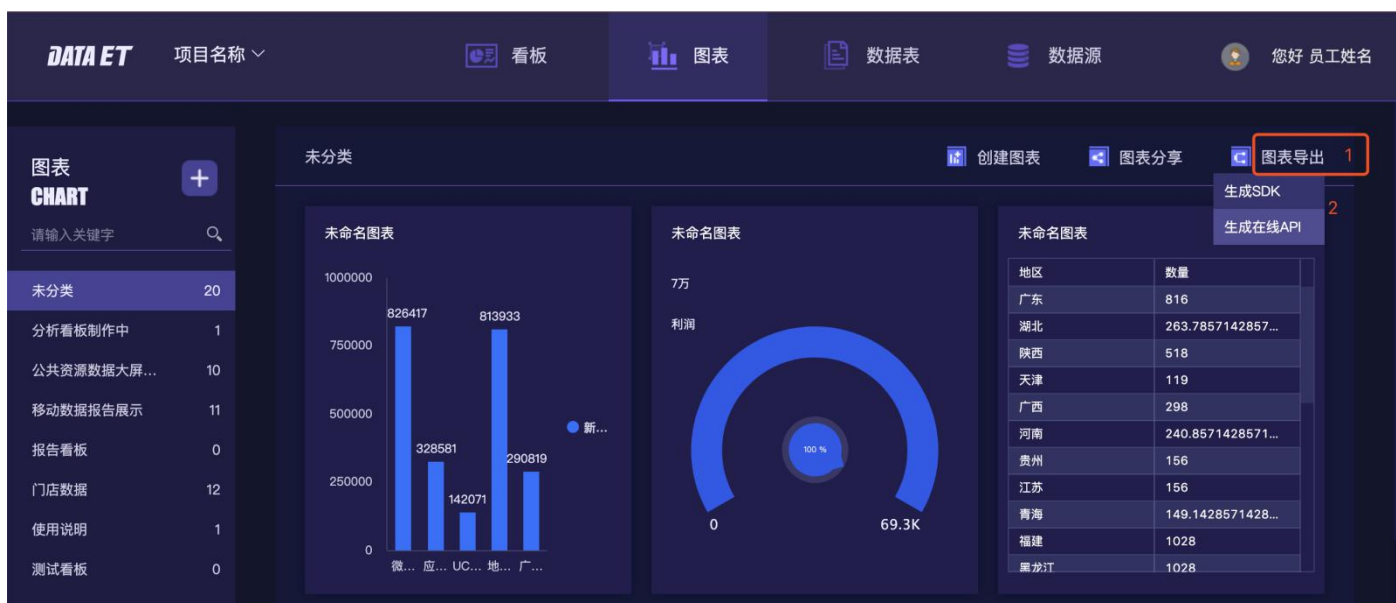 DATA ET 项目名称 看板 图表 数据表 数据源 您好 员工姓名
图表
CHART
请输入关键字
未分类 20
分析看板制作中 1
公共资源数据大屏... 10
移动数据报告展示 11
报告看板 0
门店数据 12
使用说明 1
测试看板 0
未分类 创建图表 图表分享 图表导出 1
生成SDK
生成在线API
2
未命名图表
1000000
750000
500000
250000
0
826417
328581
142071
813933
290819
微... 应... UC... 地... 广...
新...
未命名图表
7万
利润
100 %
0 69.3K
未命名图表
地区 数量
广东 816
湖北 263.7857142857...
陕西 518
天津 119
广西 298
河南 240.8571428571...
贵州 156
江苏 156
青海 149.1428571428...
福建 1028
黑龙江 1028